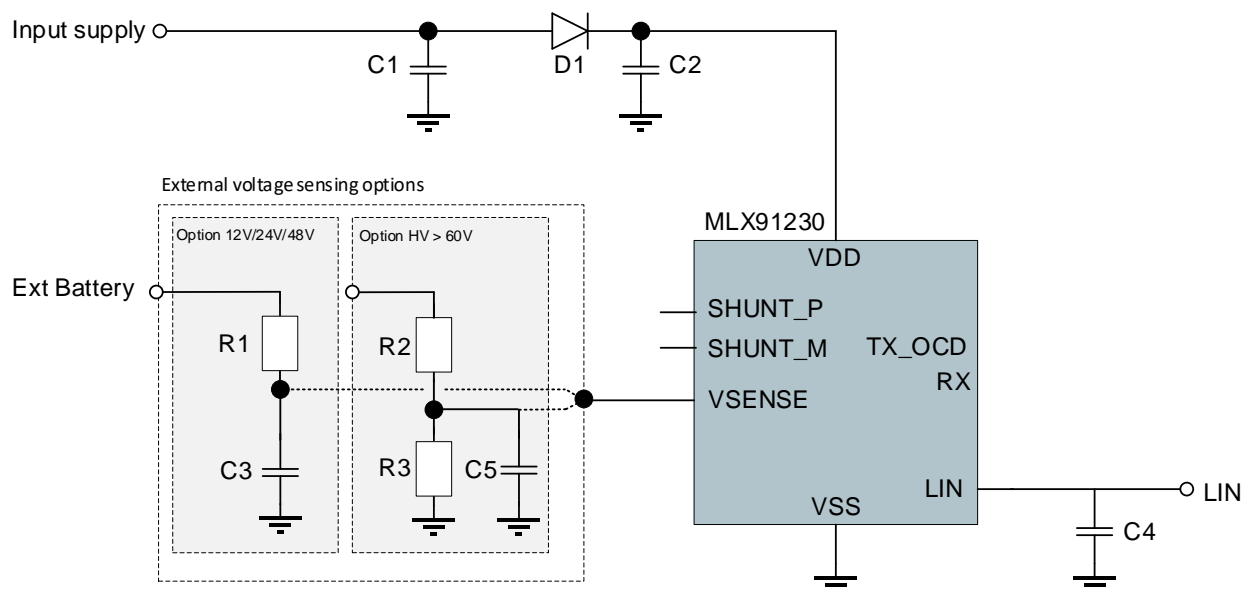 Input supply
C1
D1
C2
External voltage sensing options
Option 12V/24V/48V
Option HV > 60V
MLX91230
VDD
Ext Battery
SHUNT_P
R1
R2
SHUNT_M
TX_OCD
RX
VSENSE
C3
R3
C5
LIN
LIN
VSS
C4